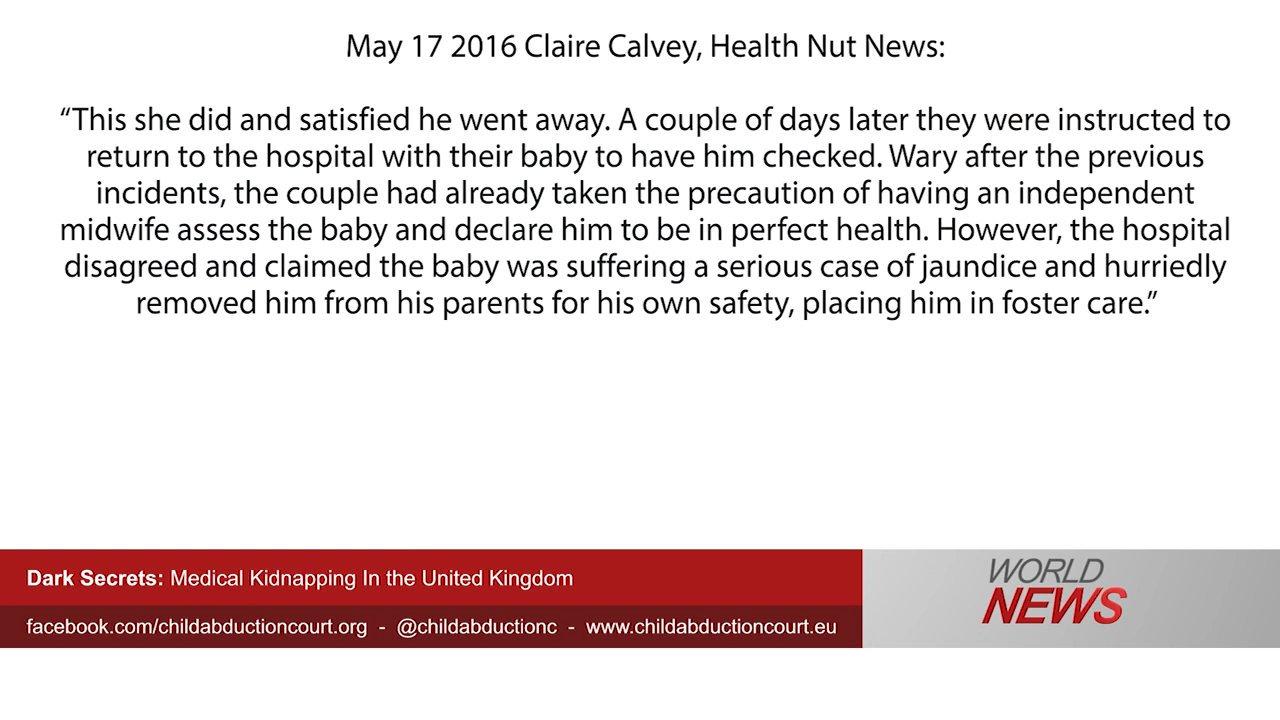 May 17 2016 Claire Calvey, Health Nut News:
“This she did and satisfied he went away. A couple of days later they were instructed to
return to the hospital with their baby to have him checked. Wary after the previous
incidents, the couple had already taken the precaution of having an independent
midwife assess the baby and declare him to be in perfect health. However, the hospital
disagreed and claimed the baby was suffering a serious case of jaundice and hurriedly
removed him from his parents for his own safety, placing him in foster care.”
Dark Secrets: Medical Kidnapping In the United Kingdom
facebook.com/childabductioncourt.org - @childabductionc - www.childabductioncourt.eu
WORLD
NEWS